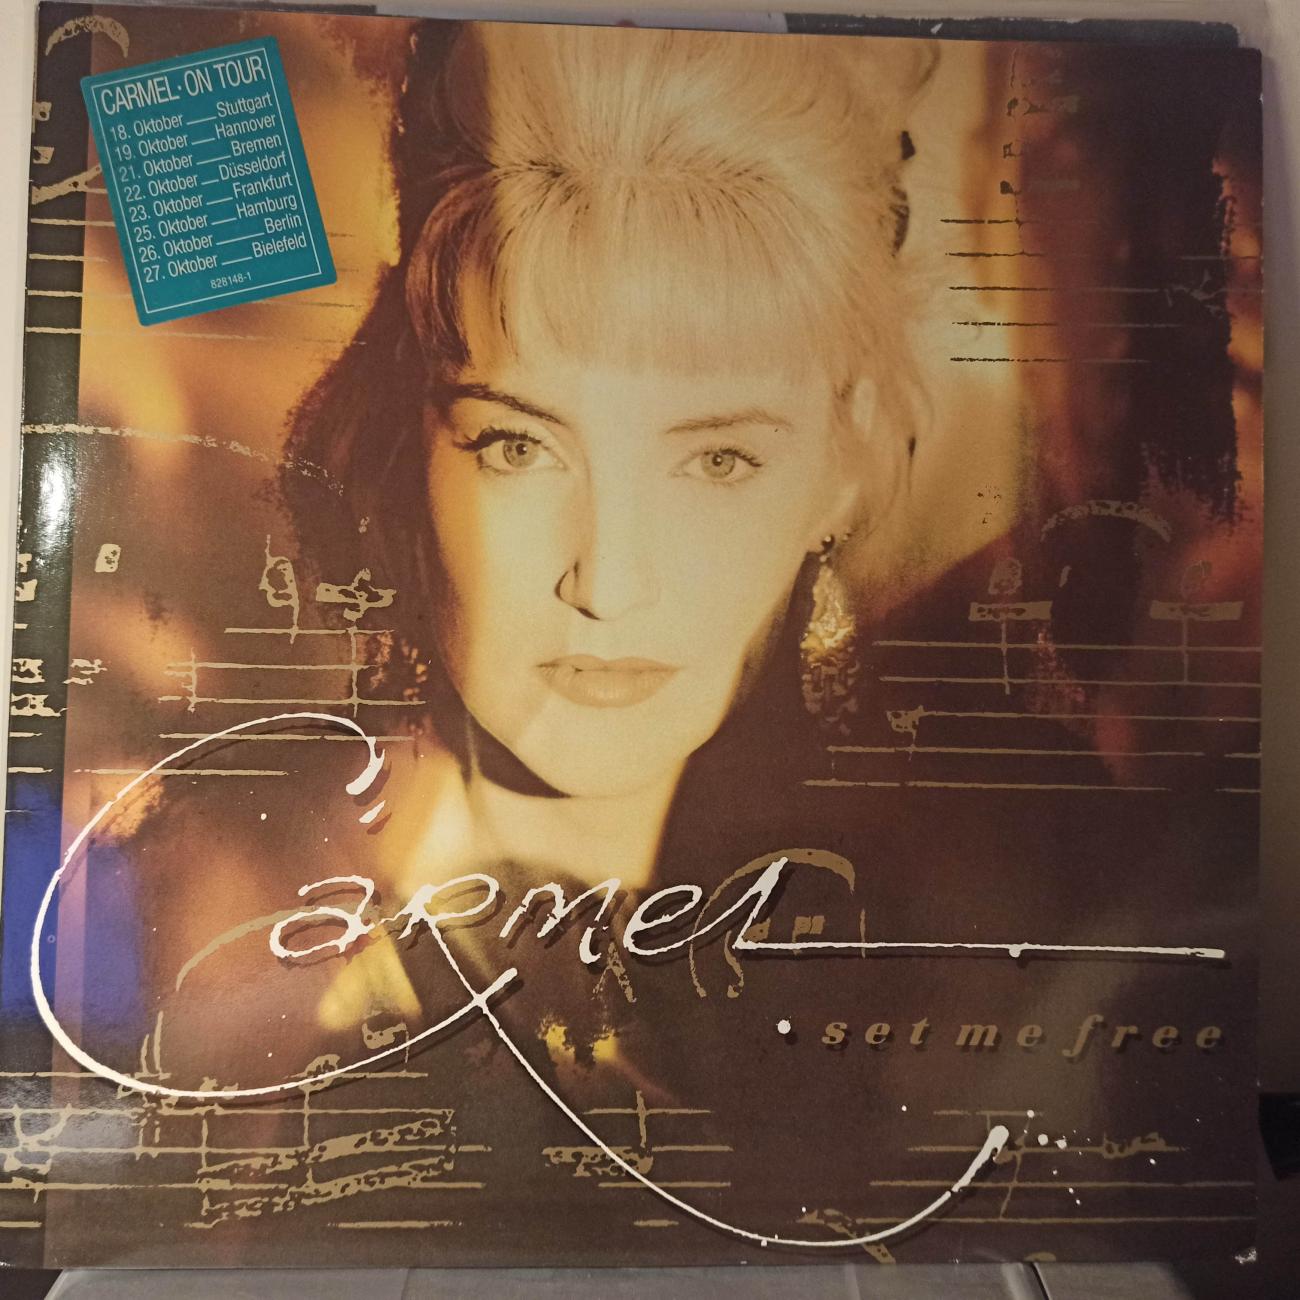 CARMEL·ON TOUR
18. Oktober Stuttgart
19. Oktober Hannover
21. Oktober Bremen
22. Oktober Düsseldorf
23. Oktober Frankfurt
25. Oktober Hamburg
26. Oktober Berlin
27. Oktober Bielefeld
828148-1
Carmel
set me free